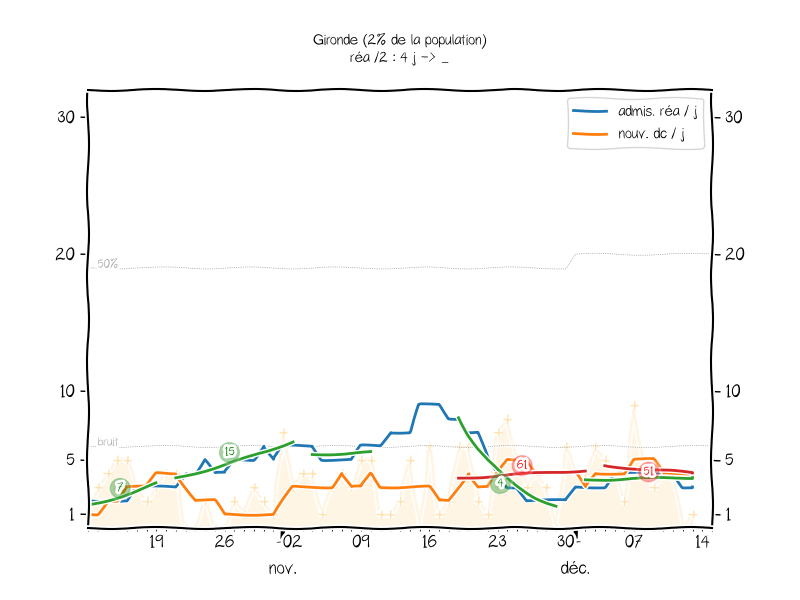 Gironde (2% de la population)
réa /2 : 4 j -> _
admis. réa / j
nouv. dc / j
30 30
20 20
50%
10 10
bruit
5 5
1 1
7
15
4
61
51
19 26 02 09 16 23 30 07 14
nov. déc.